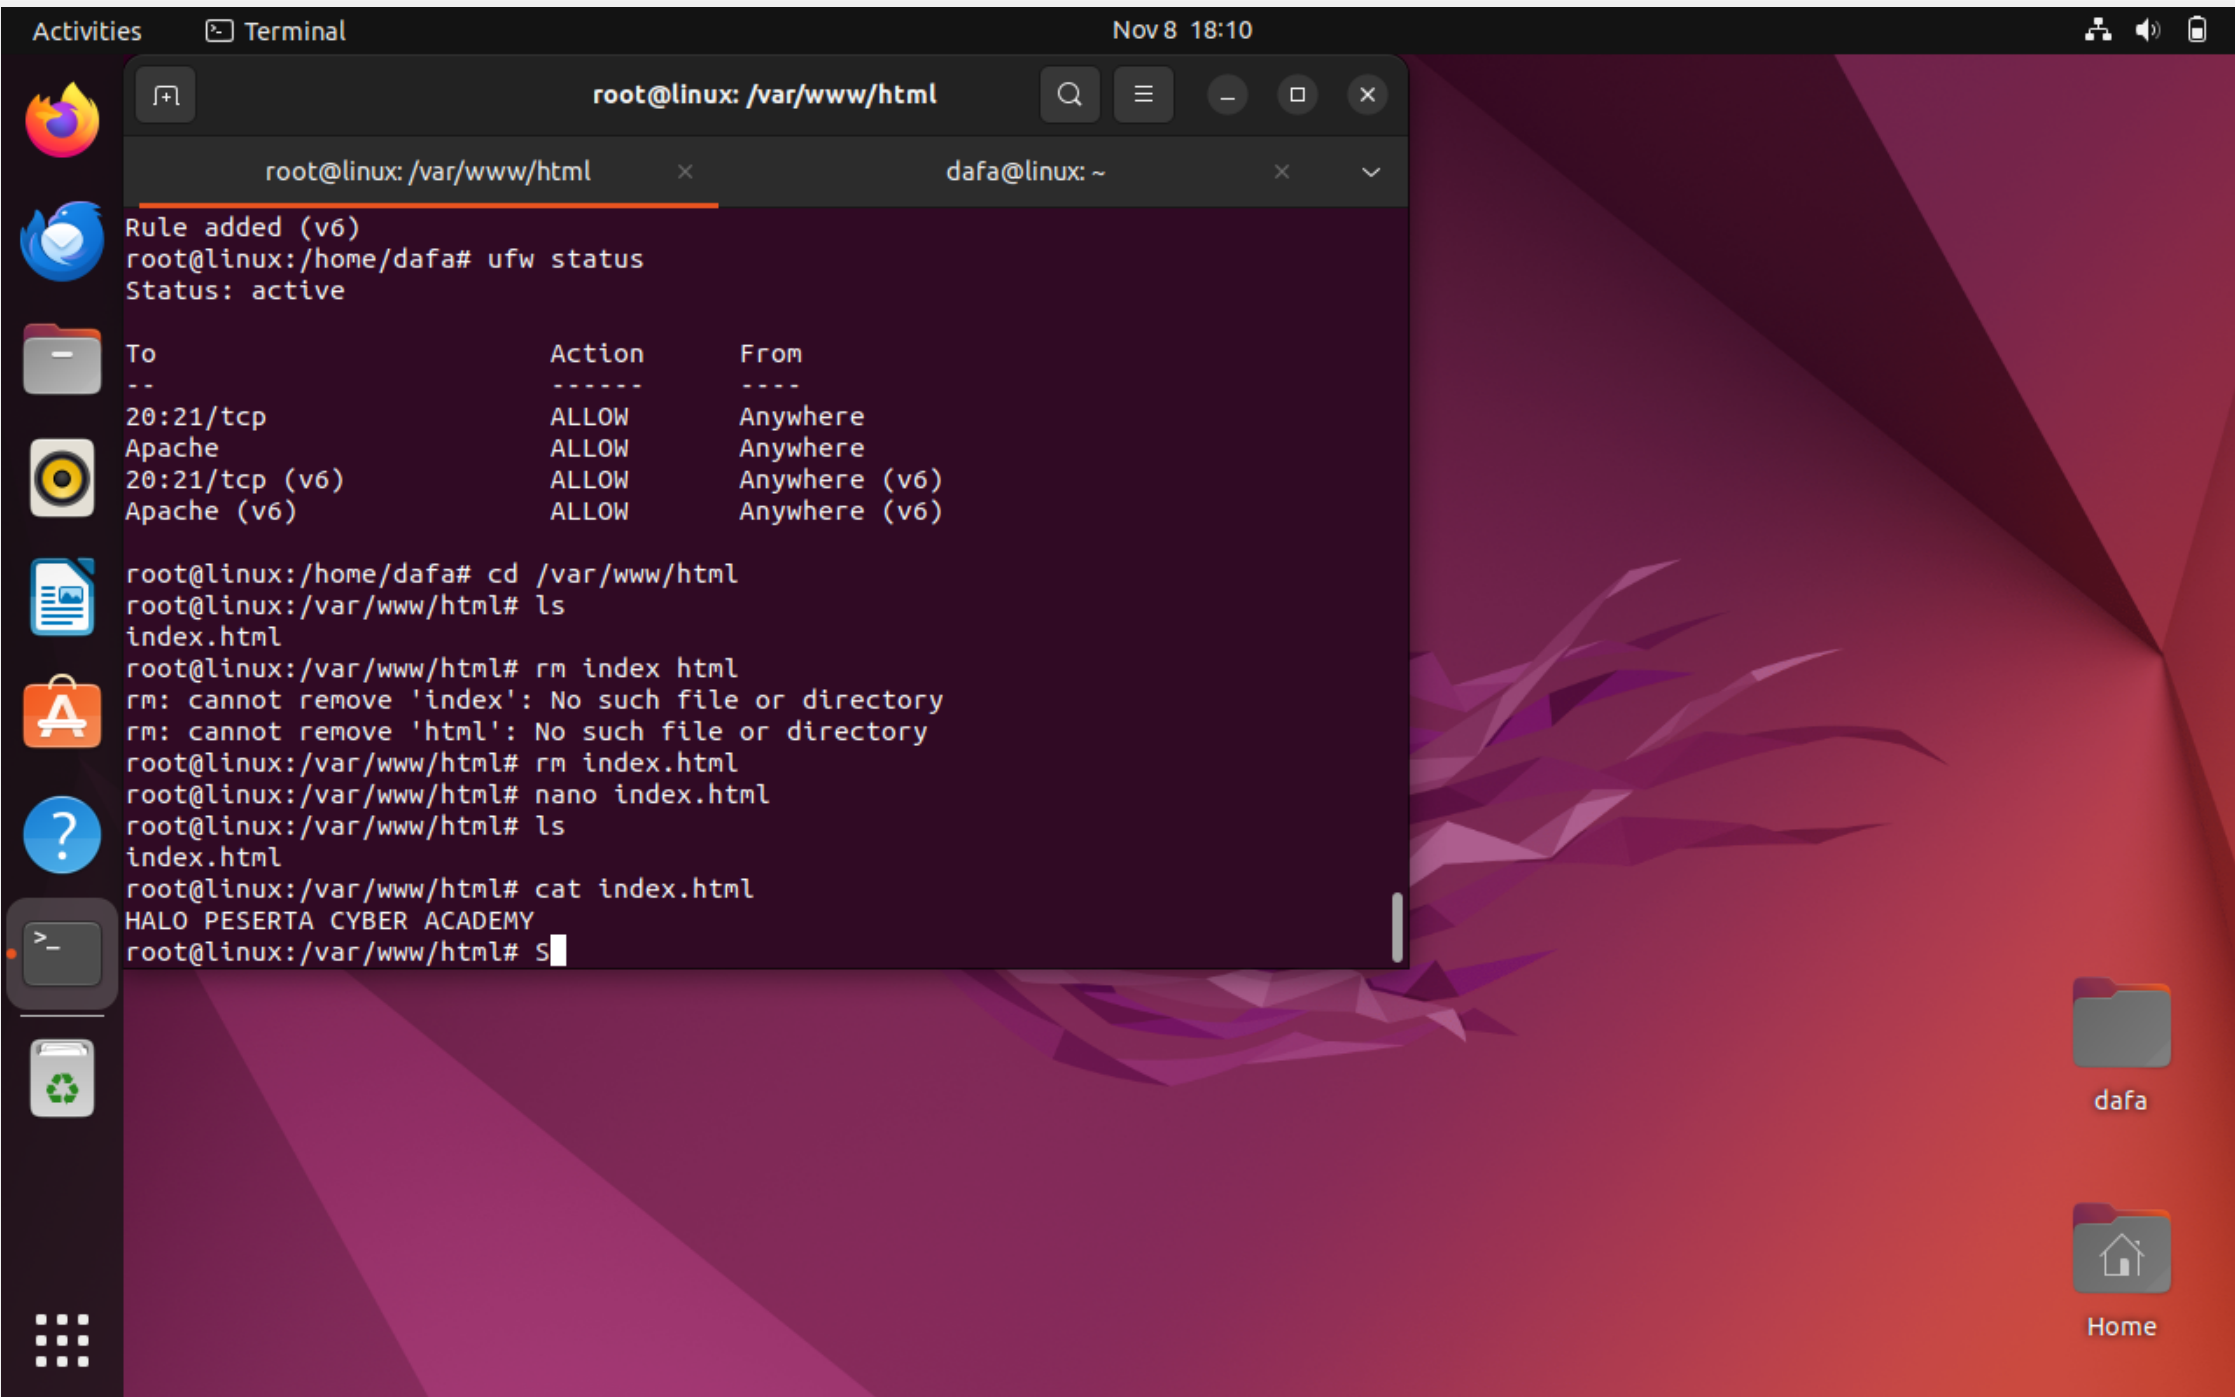 Activities Terminal Nov 8 18:10
root@linux: /var/www/html
root@linux: /var/www/html dafa@linux: ~
Rule added (v6)
root@linux:/home/dafa# ufw status
Status: active
To Action From
-- ------ ----
20:21/tcp ALLOW Anywhere
Apache ALLOW Anywhere
20:21/tcp (v6) ALLOW Anywhere (v6)
Apache (v6) ALLOW Anywhere (v6)
root@linux:/home/dafa# cd /var/www/html
root@linux:/var/www/html# ls
index.html
root@linux:/var/www/html# rm index html
rm: cannot remove 'index': No such file or directory
rm: cannot remove 'html': No such file or directory
root@linux:/var/www/html# rm index.html
root@linux:/var/www/html# nano index.html
root@linux:/var/www/html# ls
index.html
root@linux:/var/www/html# cat index.html
HALO PESERTA CYBER ACADEMY
root@linux:/var/www/html# S
dafa
Home